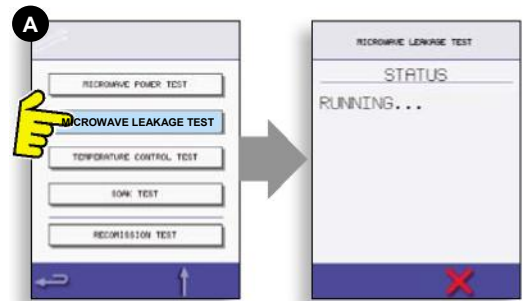 A
MICROWAVE POWER TEST
MICROWAVE LEAKAGE TEST
TEMPERATURE CONTROL TEST
SOAK TEST
RECOMISSION TEST
MICROWAVE LEAKAGE TEST
STATUS
RUNNING...